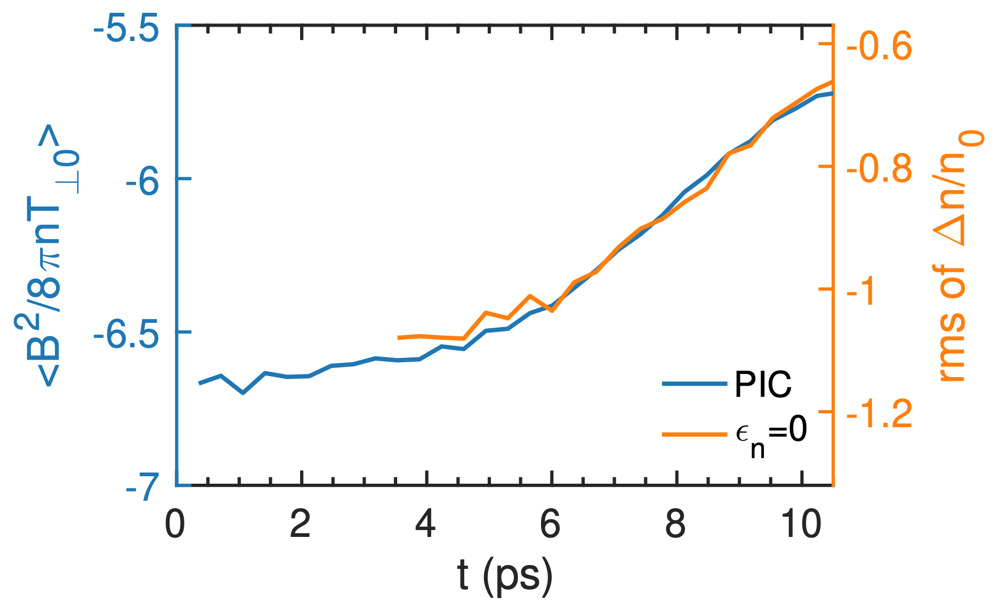 -5.5
-6
-6.5
-7
<B²/8πnT⊥0>
-0.6
-0.8
-1
-1.2
rms of Δn/n₀
PIC
ϵₙ=0
0 2 4 6 8 10
t (ps)